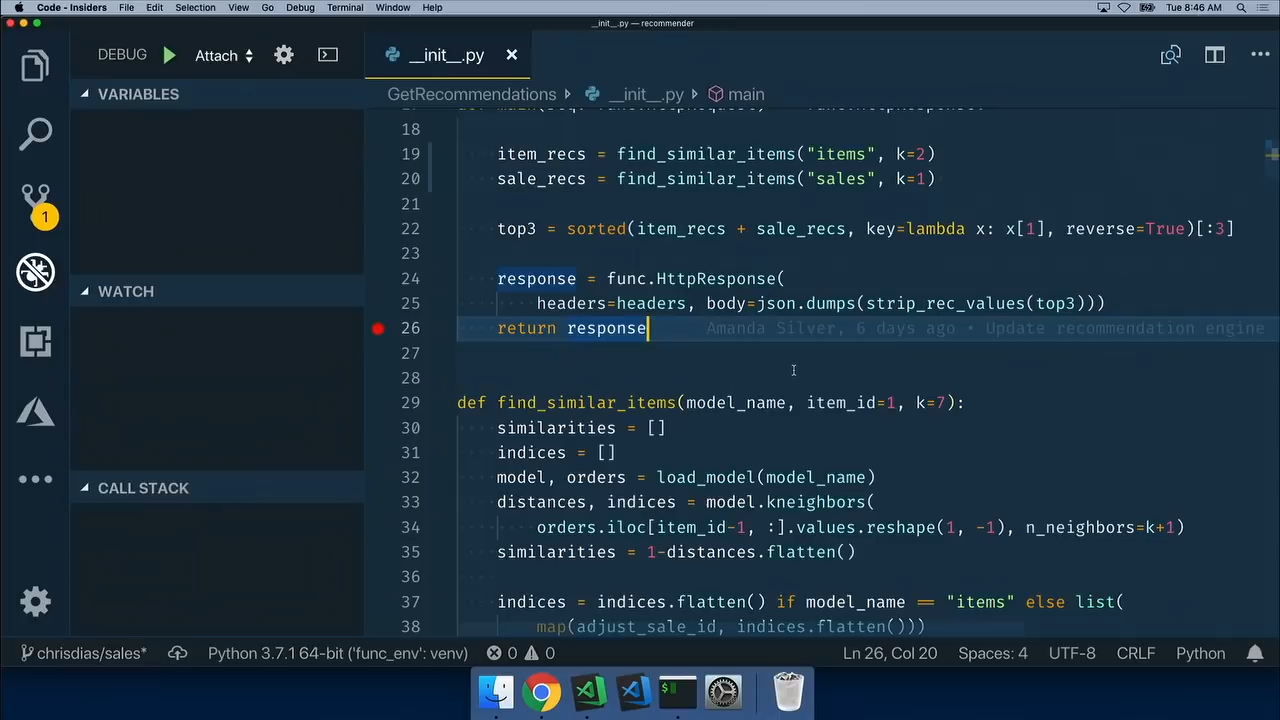 Code - Insiders File Edit Selection View Go Debug Terminal Window Help Tue 8:46 AM
__init__.py — recommender
DEBUG Attach
__init__.py
VARIABLES
GetRecommendations __init__.py main
18
19 item_recs = find_similar_items("items", k=2)
20 sale_recs = find_similar_items("sales", k=1)
21
22 top3 = sorted(item_recs + sale_recs, key=lambda x: x[1], reverse=True)[:3]
23
24 response = func.HttpResponse(
25 headers=headers, body=json.dumps(strip_rec_values(top3)))
26 return response Amanda Silver, 6 days ago • Update recommendation engine
27
28
29 def find_similar_items(model_name, item_id=1, k=7):
30 similarities = []
31 indices = []
32 model, orders = load_model(model_name)
33 distances, indices = model.kneighbors(
34 orders.iloc[item_id-1, :].values.reshape(1, -1), n_neighbors=k+1)
35 similarities = 1-distances.flatten()
36
37 indices = indices.flatten() if model_name == "items" else list(
38 map(adjust_sale_id, indices.flatten()))
1
WATCH
CALL STACK
chrisdias/sales* Python 3.7.1 64-bit ('func_env': venv) 0 0 Ln 26, Col 20 Spaces: 4 UTF-8 CRLF Python
$